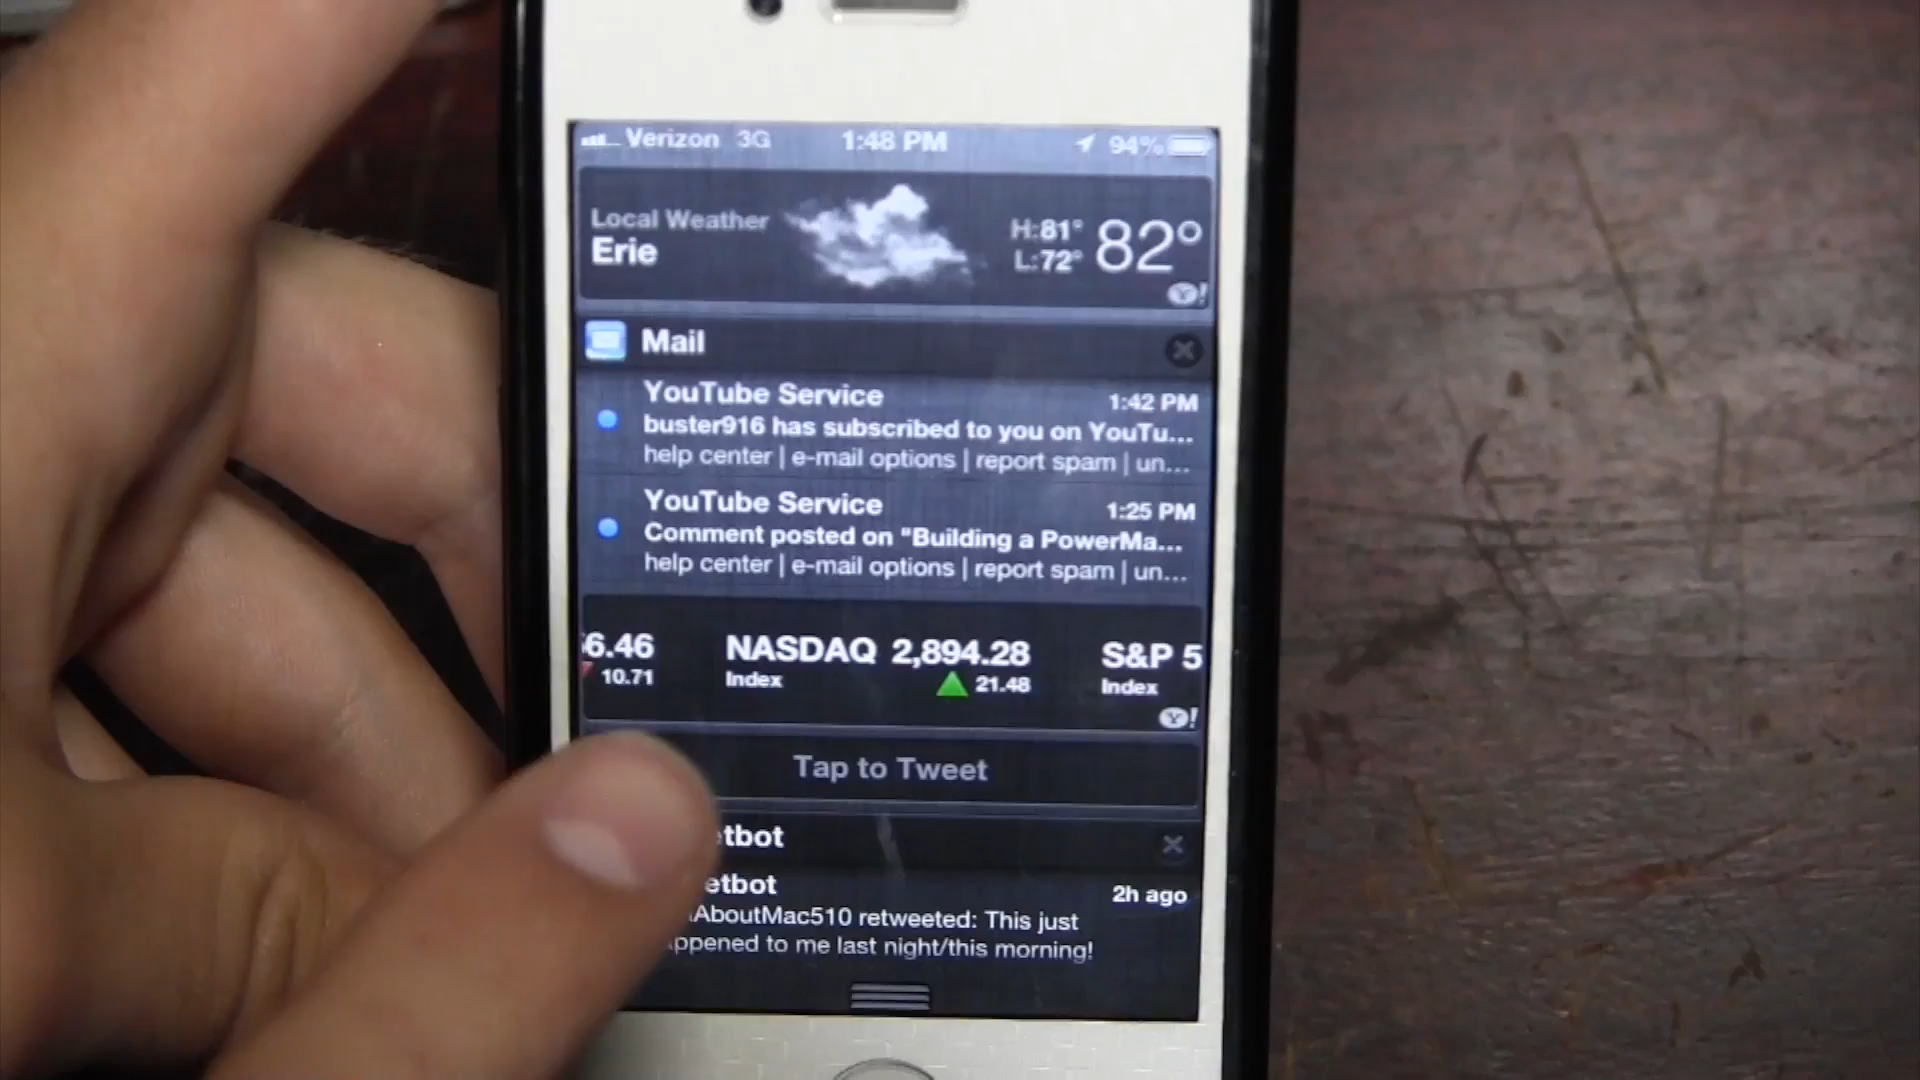 Verizon 3G 1:48 PM 94%
Local Weather
Erie
H:81°
L:72°
82°
Y!
Mail
YouTube Service 1:42 PM
buster916 has subscribed to you on YouTu...
help center | e-mail options | report spam | un...
YouTube Service 1:25 PM
Comment posted on "Building a PowerMa...
help center | e-mail options | report spam | un...
6.46 NASDAQ 2,894.28 S&P 5
10.71 Index 21.48 Index
Y!
Tap to Tweet
etbot
etbot 2h ago
AboutMac510 retweeted: This just
ppened to me last night/this morning!